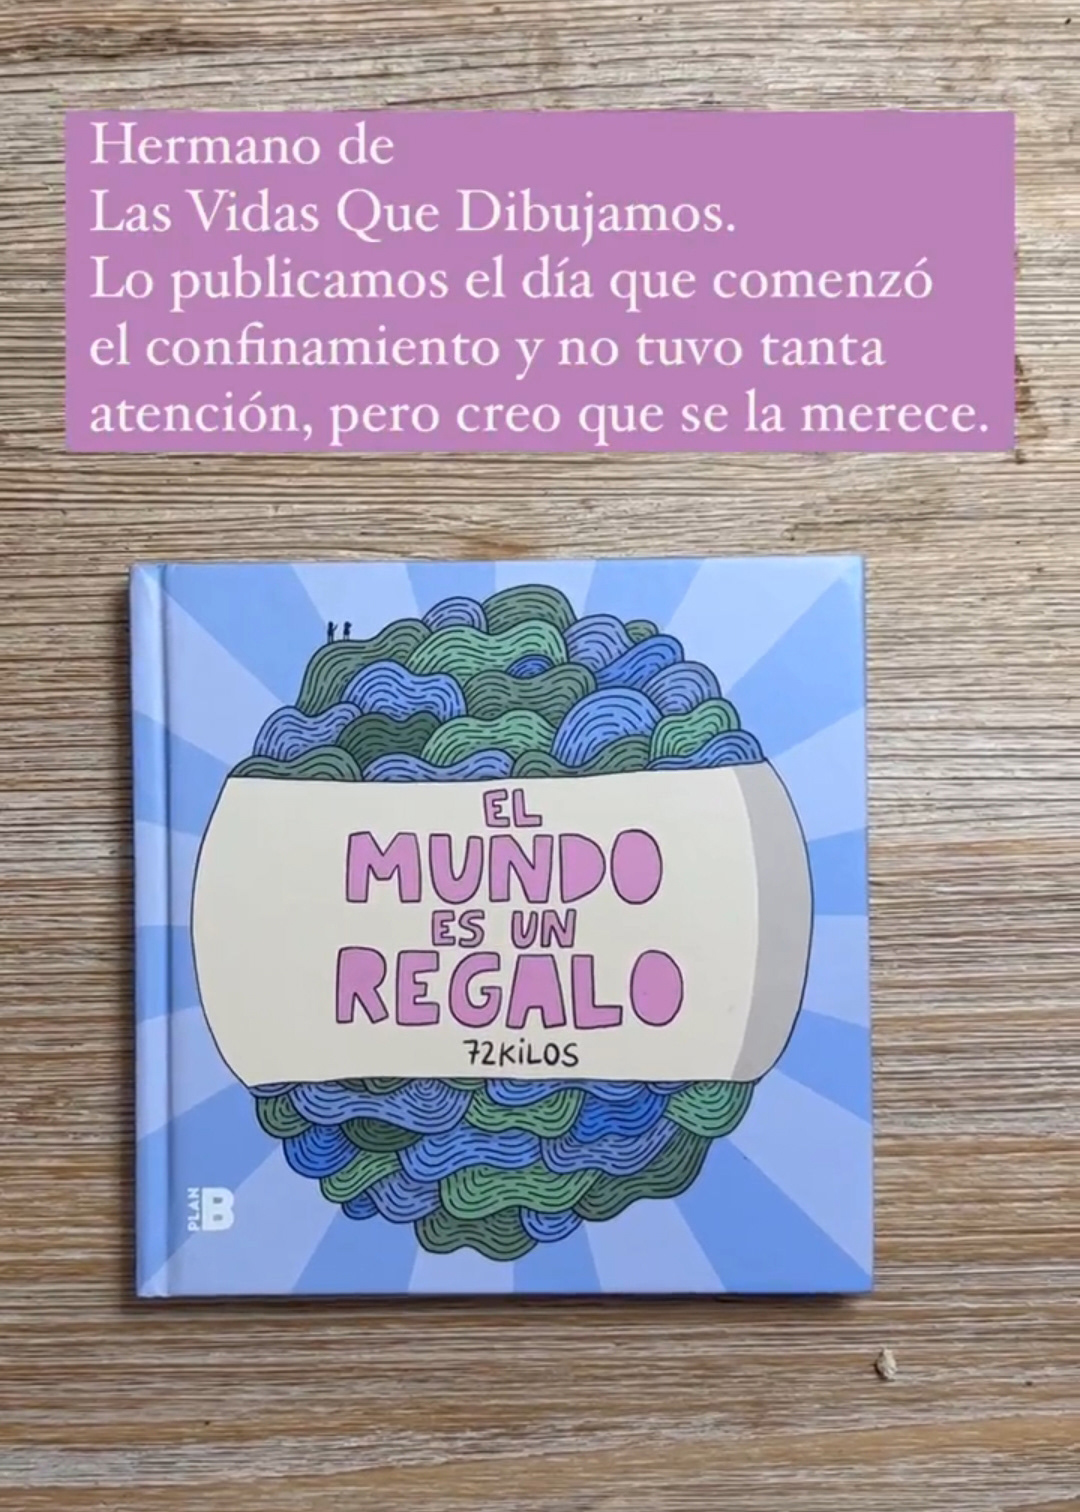 Hermano de
Las Vidas Que Dibujamos.
Lo publicamos el día que comenzó
el confinamiento y no tuvo tanta
atención, pero creo que se la merece.
EL
MUNDO
ES UN
REGALO
72KiLOS
PLAN
B